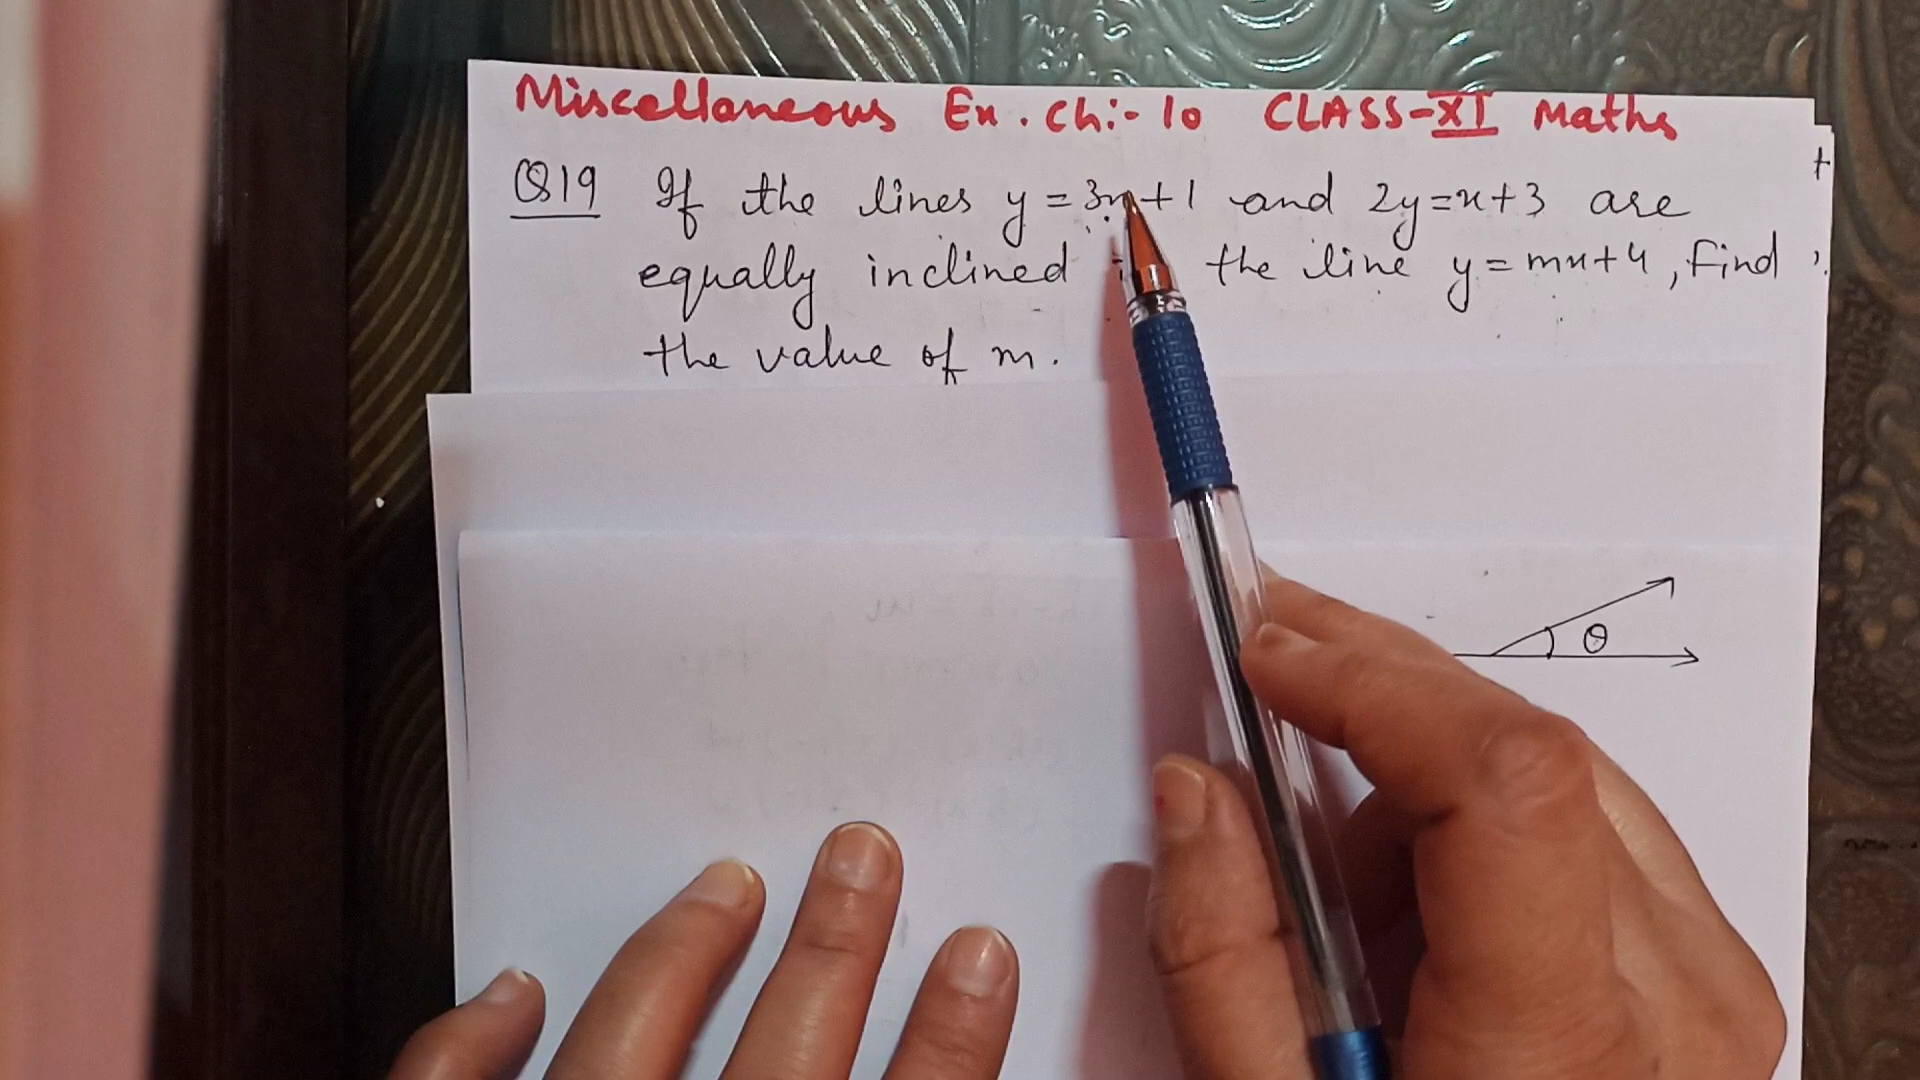 Miscellaneous Ex. Ch:- 10 CLASS-XI Maths
Q19 If the lines y = 3x+1 and 2y=x+3 are
equally inclined the line y = mx+4, find
the value of m.
θ